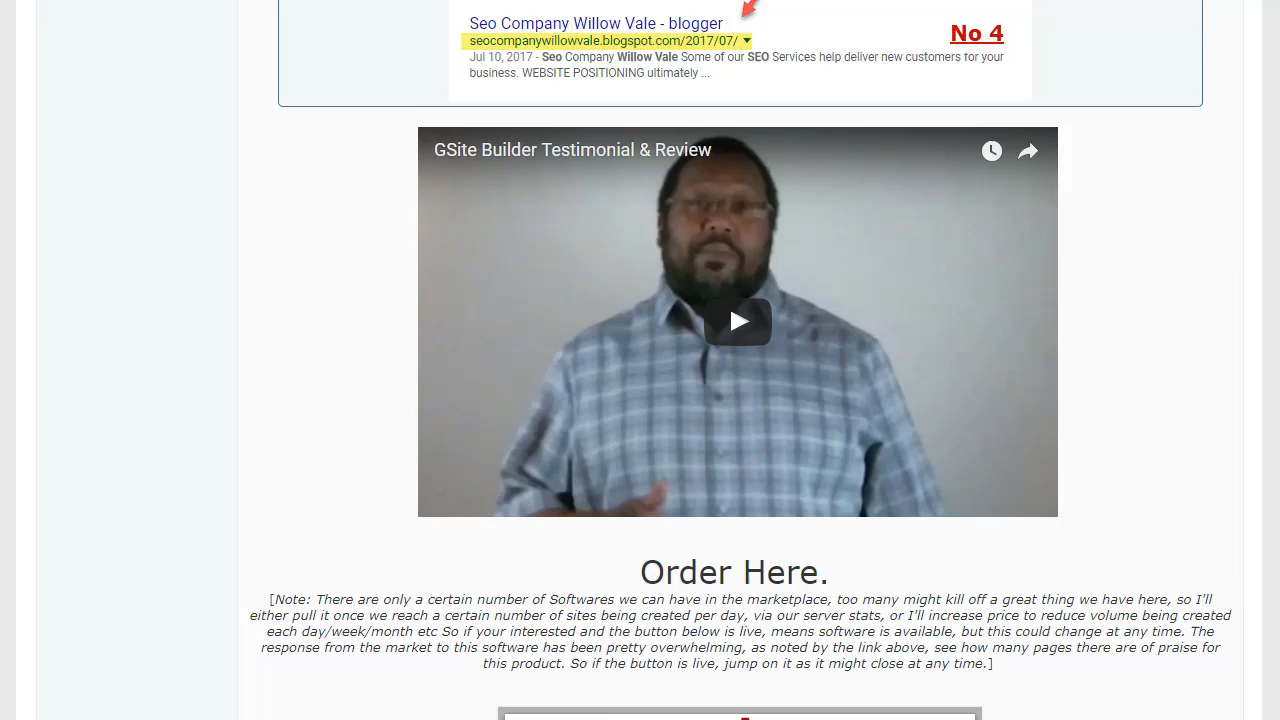 Seo Company Willow Vale - blogger
No 4
seocompanywillowvale.blogspot.com/2017/07/
Jul 10, 2017 - Seo Company Willow Vale Some of our SEO Services help deliver new customers for your
business. WEBSITE POSITIONING ultimately ...
GSite Builder Testimonial & Review
Order Here.
[Note: There are only a certain number of Softwares we can have in the marketplace, too many might kill off a great thing we have here, so I'll
either pull it once we reach a certain number of sites being created per day, via our server stats, or I'll increase price to reduce volume being created
each day/week/month etc So if your interested and the button below is live, means software is available, but this could change at any time. The
response from the market to this software has been pretty overwhelming, as noted by the link above, see how many pages there are of praise for
this product. So if the button is live, jump on it as it might close at any time.]